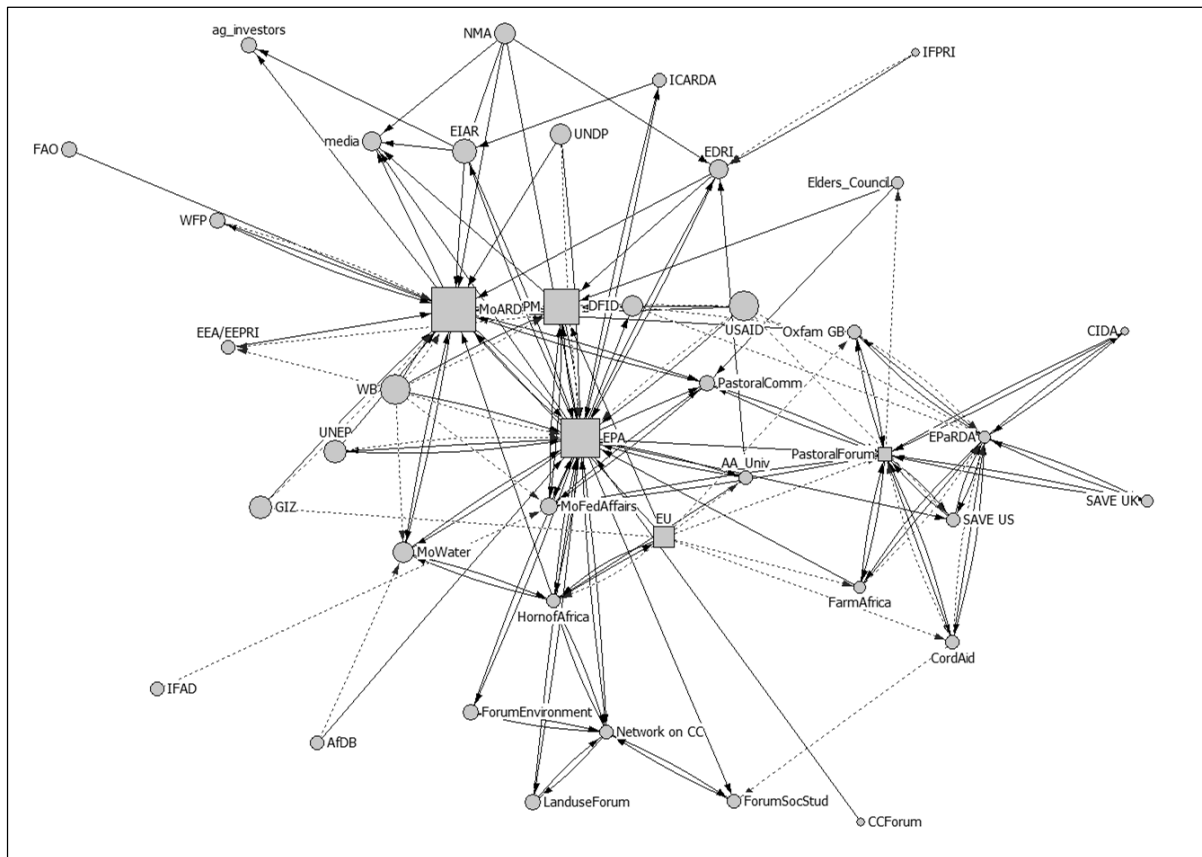 ag_investors
NMA
IFPRI
ICARDA
EIAR
UNDP
media
FAO
EDRI
Elders_Council
WFP
MoARD
PM
DFID
USAID
Oxfam GB
CIDA
EEA/EEPRI
WB
PastoralComm
EPA
EPaRDA
UNEP
PastoralForum
AA_Univ
SAVE UK
GIZ
MoFedAffairs
EU
SAVE US
MoWater
FarmAfrica
HornofAfrica
CordAid
IFAD
ForumEnvironment
Network on CC
AfDB
LanduseForum
ForumSocStud
CCForum